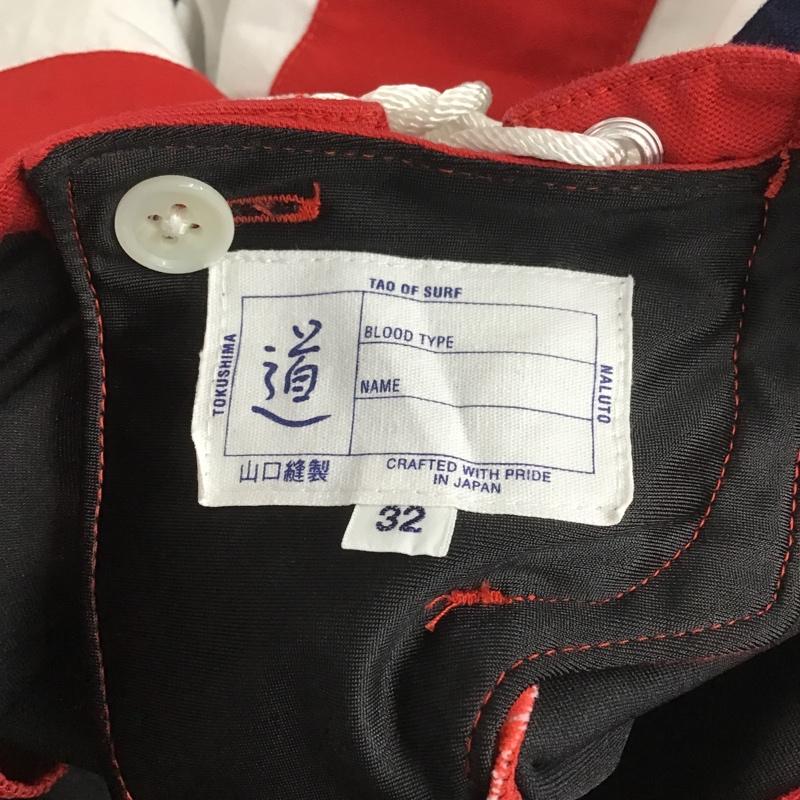 TAO OF SURF
TOKUSHIMA
道
BLOOD TYPE
NAME
NALUTO
山口縫製
CRAFTED WITH PRIDE
IN JAPAN
32